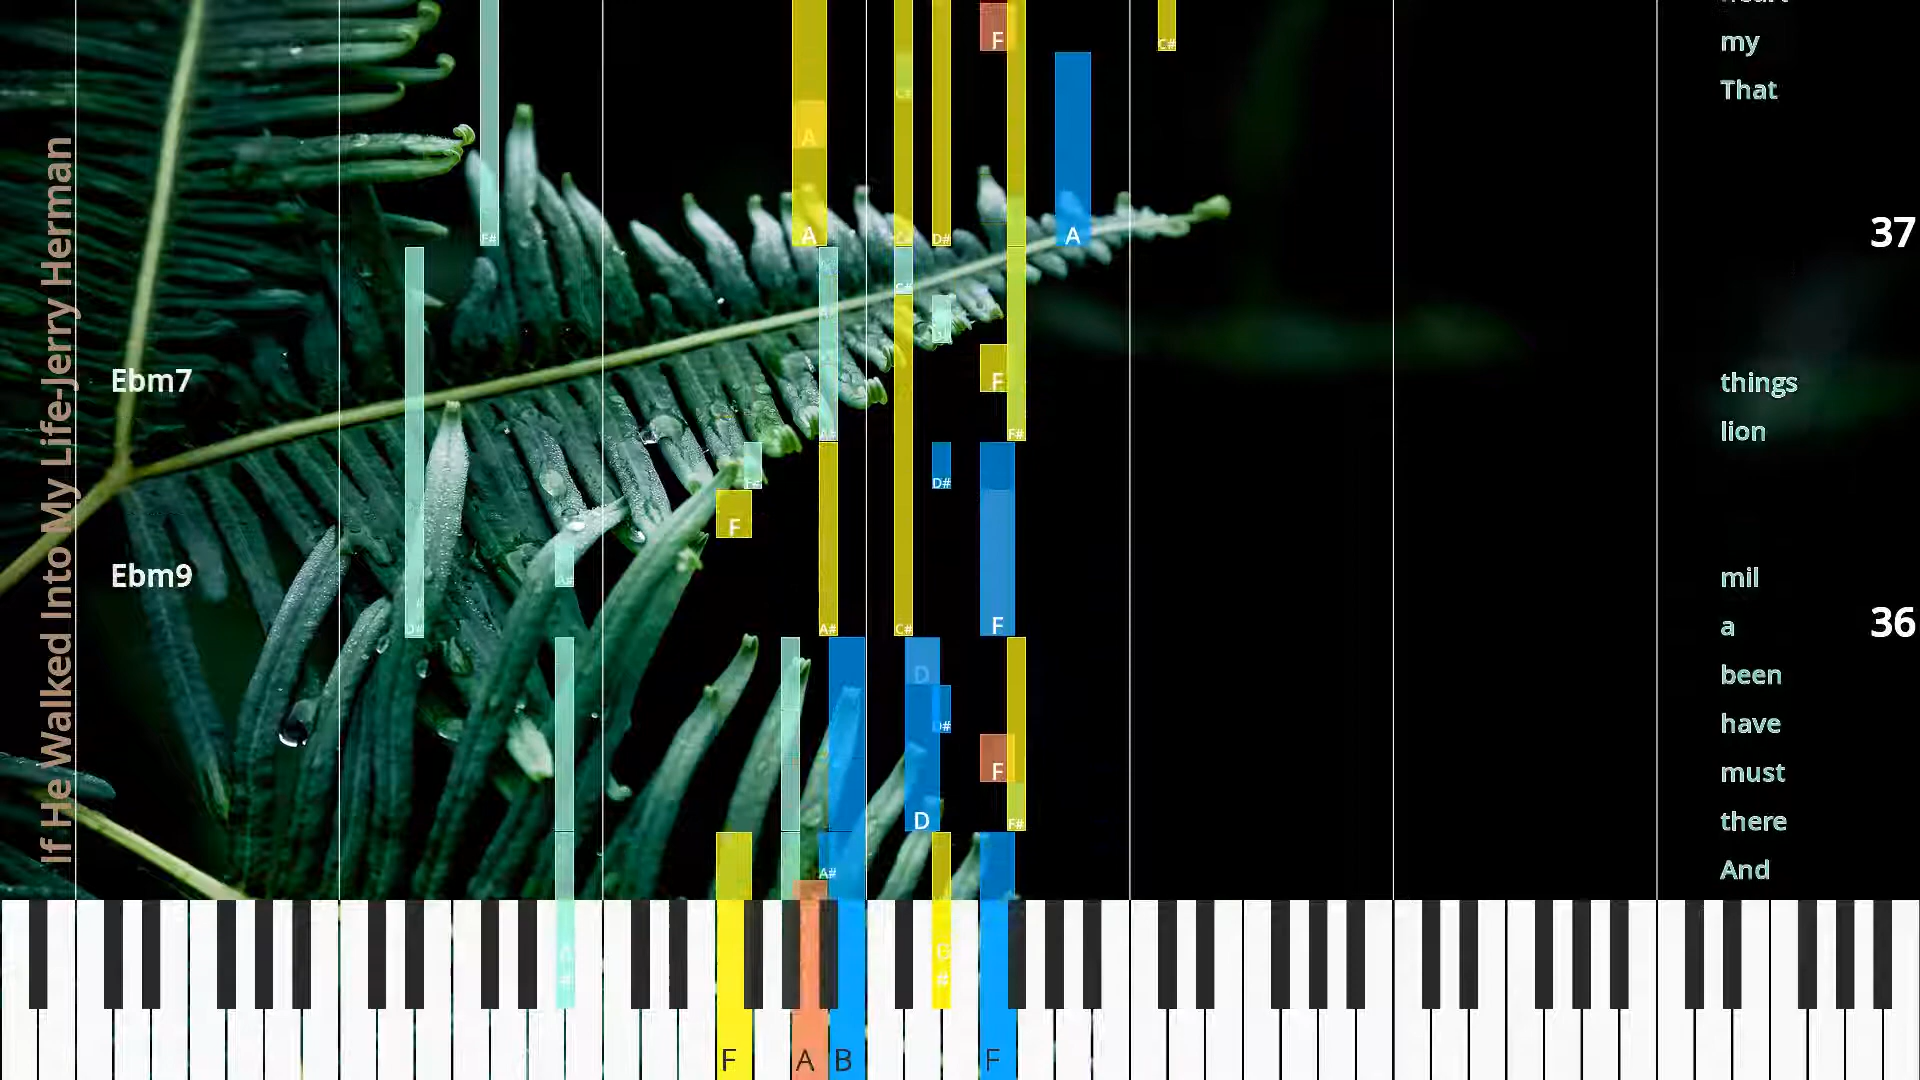 If He Walked Into My Life-Jerry Herman
my
That
37
things
lion
mil
a
36
been
have
must
there
And
Ebm7
Ebm9
F
C#
C#
A
F#
A
C#
D#
A
C#
F
A#
F#
D#
D#
F
A#
D#
A#
C#
F
D
D#
F
D
F#
A#
F
A
B
F